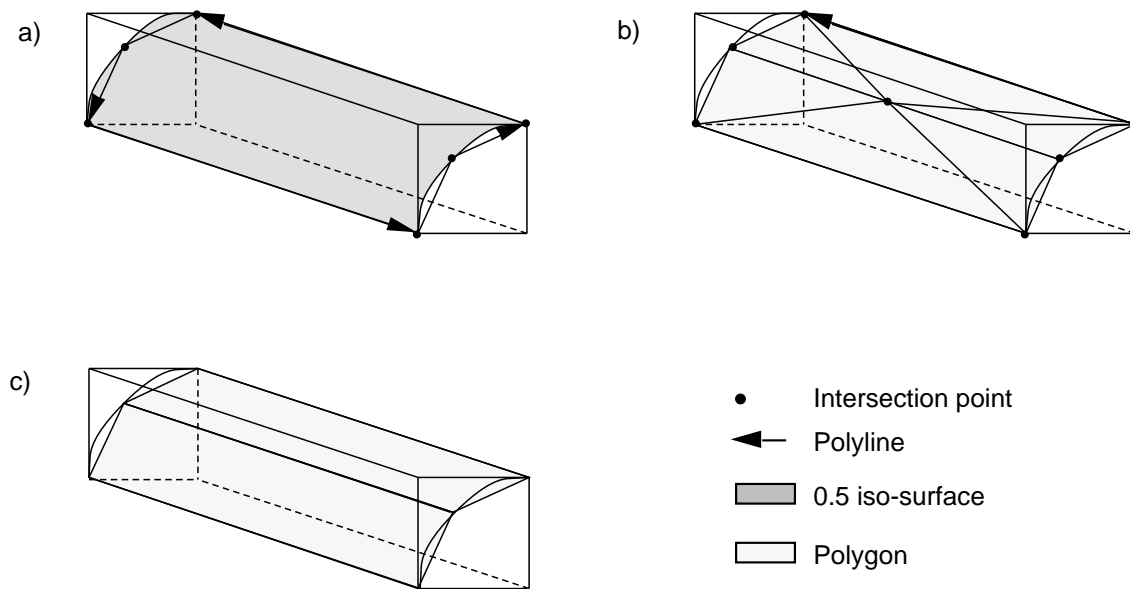 a)
b)
c)
Intersection point
Polyline
0.5 iso-surface
Polygon